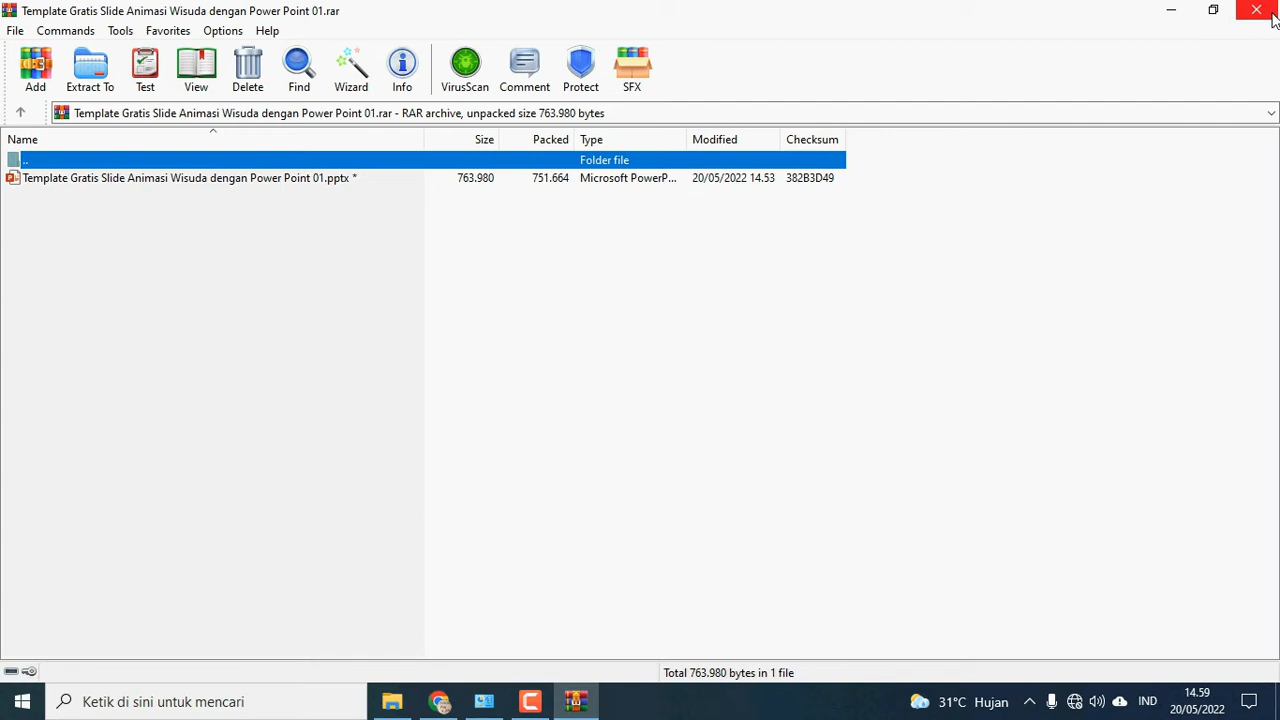 Template Gratis Slide Animasi Wisuda dengan Power Point 01.rar
File Commands Tools Favorites Options Help
Add Extract To Test View Delete Find Wizard Info VirusScan Comment Protect SFX
Template Gratis Slide Animasi Wisuda dengan Power Point 01.rar - RAR archive, unpacked size 763.980 bytes
Name Size Packed Type Modified Checksum
.. Folder file
Template Gratis Slide Animasi Wisuda dengan Power Point 01.pptx * 763.980 751.664 Microsoft PowerP... 20/05/2022 14.53 382B3D49
Total 763.980 bytes in 1 file
Ketik di sini untuk mencari 31°C Hujan IND 14.59
20/05/2022